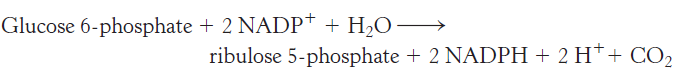 Glucose 6-phosphate + 2 NADP⁺ + H₂O ⟶
ribulose 5-phosphate + 2 NADPH + 2 H⁺ + CO₂